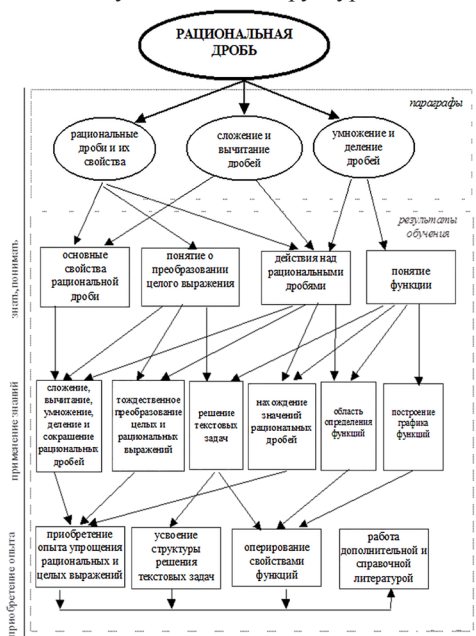 РАЦИОНАЛЬНАЯ
ДРОБЬ
параграфы
рациональные
дроби и их
свойства
сложение и
вычитание
дробей
умножение и
деление
дробей
результаты
обучения
знать, понимать
основные
свойства
рациональной
дроби
понятие о
преобразовании
целого выражения
действия над
рациональными
дробями
понятие
функции
применение знаний
сложение,
вычитание,
умножение,
деление и
сокрашение
рациональных
дробей
тождественное
преобразование
целых и
рациональных
выражений
решение
текстовых
задач
нахождение
значений
рациональных
дробей
область
определения
функций
построение
графика
функций
приобретение опыта
приобретение
опыта упрощения
рациональных и
целых выражений
усвоение
структуры
решения
текстовых задач
оперирование
свойствами
функций
работа
дополнительной и
справочной
литературой